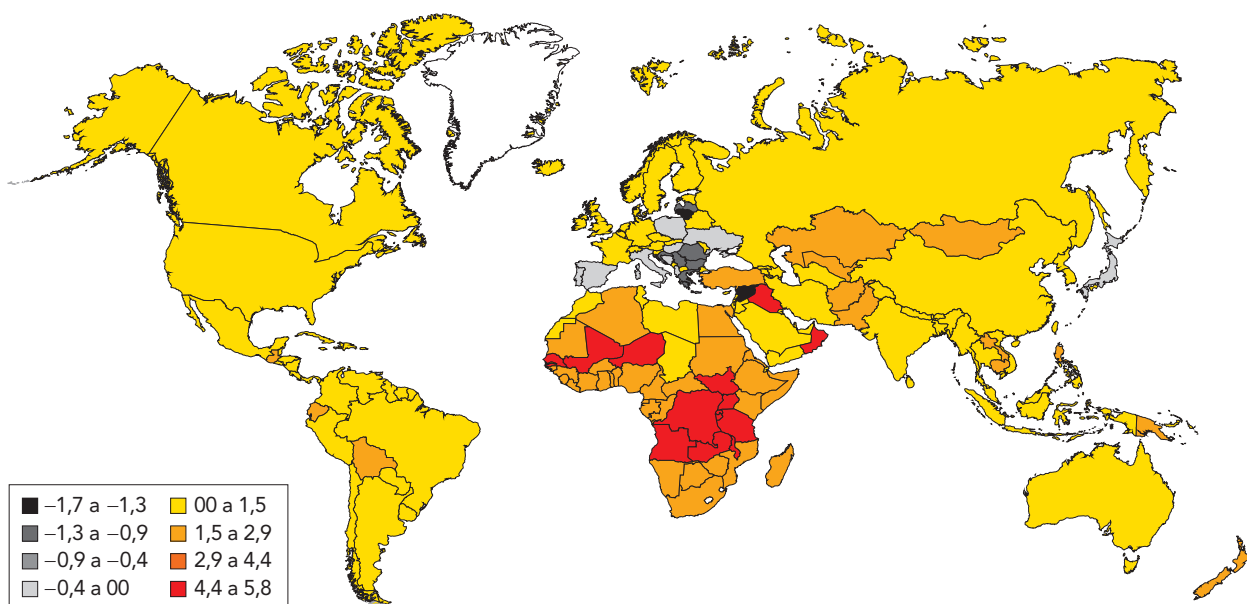 −1,7 a −1,3
−1,3 a −0,9
−0,9 a −0,4
−0,4 a 00
00 a 1,5
1,5 a 2,9
2,9 a 4,4
4,4 a 5,8